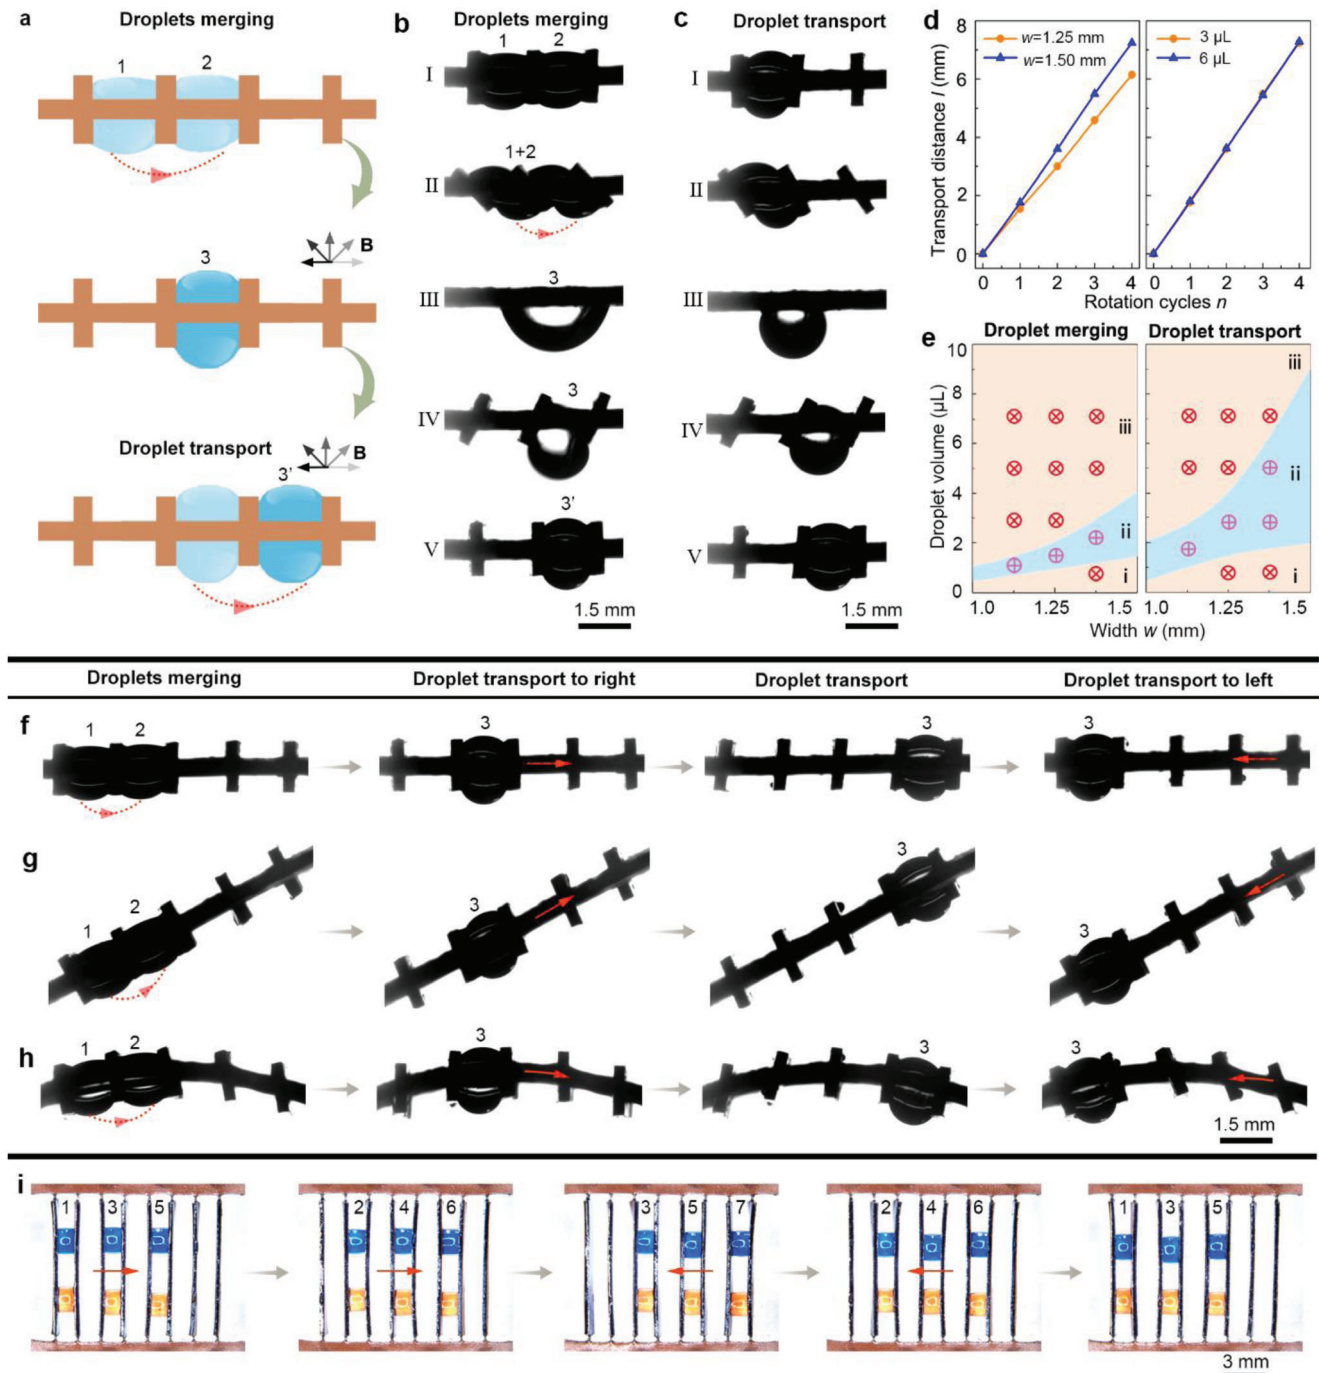 a
Droplets merging
1 2
3
B
Droplet transport
3' B
b
Droplets merging
1 2
I
1+2
II
3
III
3
IV
3'
V
1.5 mm
c
Droplet transport
I
II
III
IV
V
1.5 mm
d
Transport distance l (mm)
8
6
4
2
0
w=1.25 mm
w=1.50 mm
3 µL
6 µL
0 1 2 3 4 0 1 2 3 4
Rotation cycles n
e
Droplet merging Droplet transport
Droplet volume (µL)
10
8
6
4
2
0
iii
ii
i
iii
ii
i
1.0 1.25 1.5 1.0 1.25 1.5
Width w (mm)
Droplets merging Droplet transport to right Droplet transport Droplet transport to left
f
1 2 3 3 3
g
1 2 3 3 3
h
1 2 3 3 3
1.5 mm
i
1 3 5 2 4 6 3 5 7 2 4 6 1 3 5
3 mm